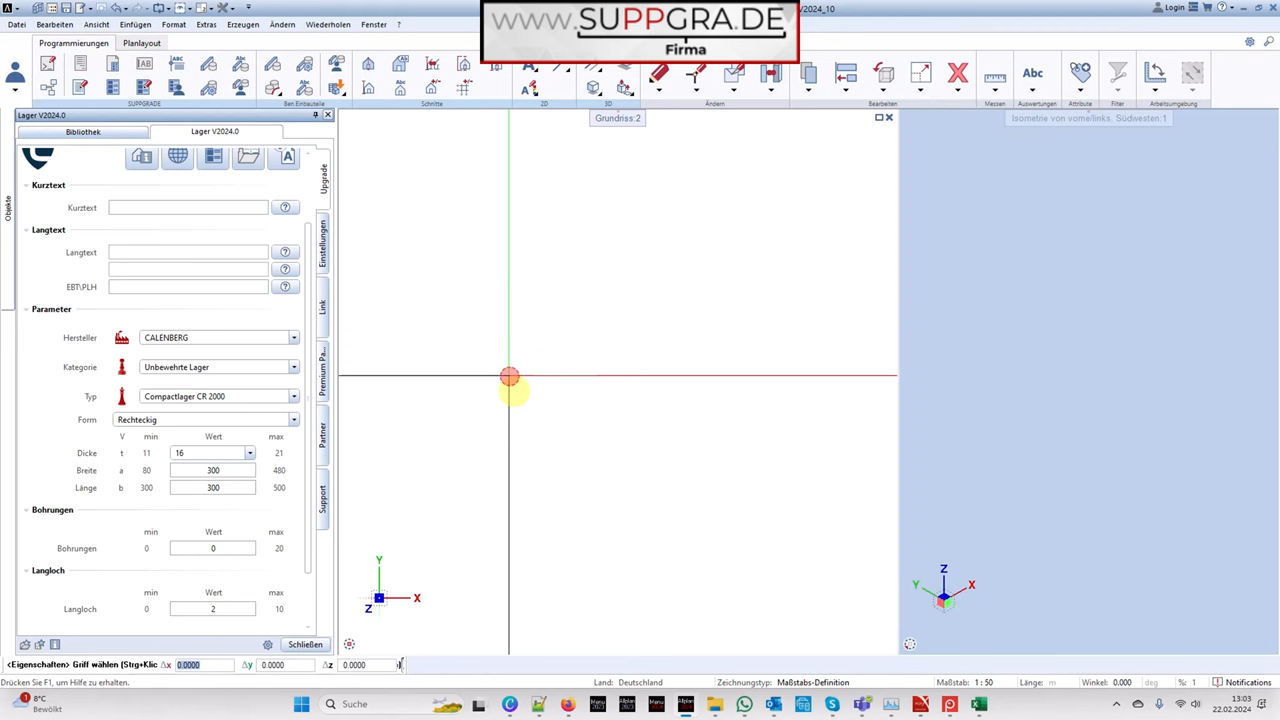 www.SUPPGRA.DE
Firma
V2024_10
Login
Datei Bearbeiten Ansicht Einfügen Format Extras Erzeugen Ändern Wiederholen Fenster ?
Programmierungen Planlayout
SUPPGRADE Ben.Einbauteile Schnitte 2D 3D Ändern Bearbeiten Messen Auswertungen Attribute Filter Arbeitsumgebung
Abc
Lager V2024.0
Bibliothek Lager V2024.0
Grundriss:2
Isometrie von vorne/links, Südwesten:1
Objekte
Upgrade
Einstellungen
Link
Premium Pa...
Partner
Support
Kurztext
Kurztext
Langtext
Langtext
EBT\PLH
Parameter
Hersteller CALENBERG
Kategorie Unbewehrte Lager
Typ Compactlager CR 2000
Form Rechteckig
V min Wert max
Dicke t 11 16 21
Breite a 80 300 480
Länge b 300 300 500
Bohrungen
min Wert max
Bohrungen 0 0 20
Langloch
min Wert max
Langloch 0 2 10
Schließen
Y
X
Z
Z
Y
X
<Eigenschaften> Griff wählen (Strg+Klic Δx 0.0000 Δy 0.0000 Δz 0.0000
Drücken Sie F1, um Hilfe zu erhalten.
Land: Deutschland Zeichnungstyp: Maßstabs-Definition Maßstab: 1 : 50 Länge: m Winkel: 0.000 deg %: 1 Notifications
8°C
Bewölkt
Suche
13:03
22.02.2024